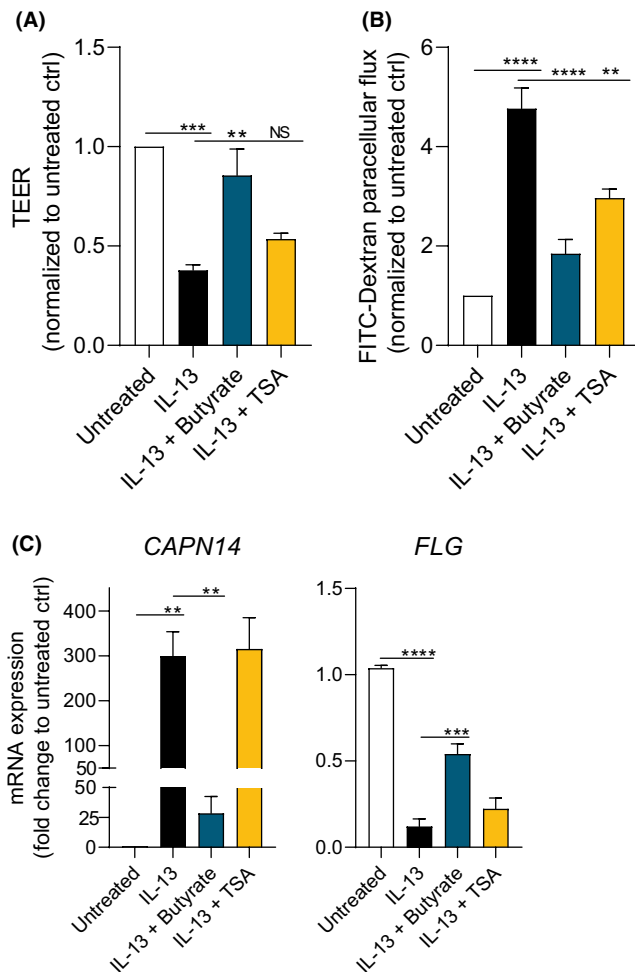 (A)
TEER
(normalized to untreated ctrl)
1.5
1.0
0.5
0.0
*** ** NS
Untreated
IL-13
IL-13 + Butyrate
IL-13 + TSA
(B)
FITC-Dextran paracellular flux
(normalized to untreated ctrl)
6
4
2
0
**** **** **
Untreated
IL-13
IL-13 + Butyrate
IL-13 + TSA
(C)
mRNA expression
(fold change to untreated ctrl)
CAPN14
400
300
200
100
50
50
25
0
** **
Untreated
IL-13
IL-13 + Butyrate
IL-13 + TSA
FLG
1.0
0.5
0.0
****
***
Untreated
IL-13
IL-13 + Butyrate
IL-13 + TSA